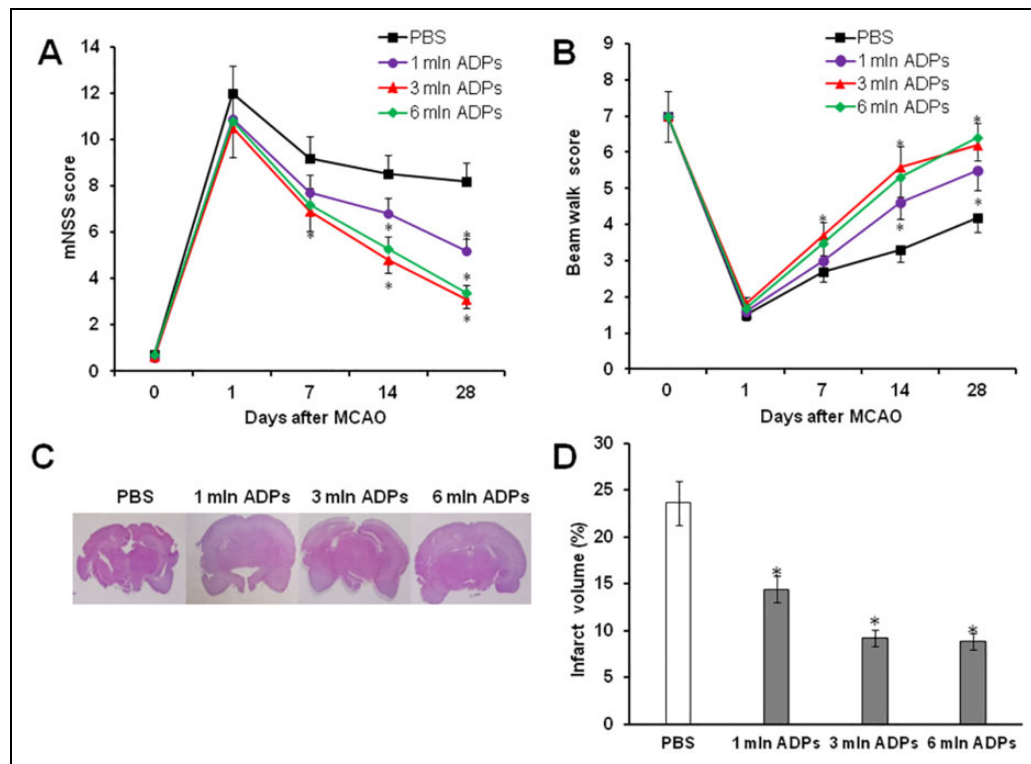 A
PBS
1 mln ADPs
3 mln ADPs
6 mln ADPs
mNSS score
14
12
10
8
6
4
2
0
* * * * * *
0 1 7 14 28
Days after MCAO
B
PBS
1 mln ADPs
3 mln ADPs
6 mln ADPs
Beam walk score
9
8
7
6
5
4
3
2
1
0
* * * * *
0 1 7 14 28
Days after MCAO
C
PBS 1 mln ADPs 3 mln ADPs 6 mln ADPs
D
Infarct volume (%)
30
25
20
15
10
5
0
* * *
PBS 1 mln ADPs 3 mln ADPs 6 mln ADPs